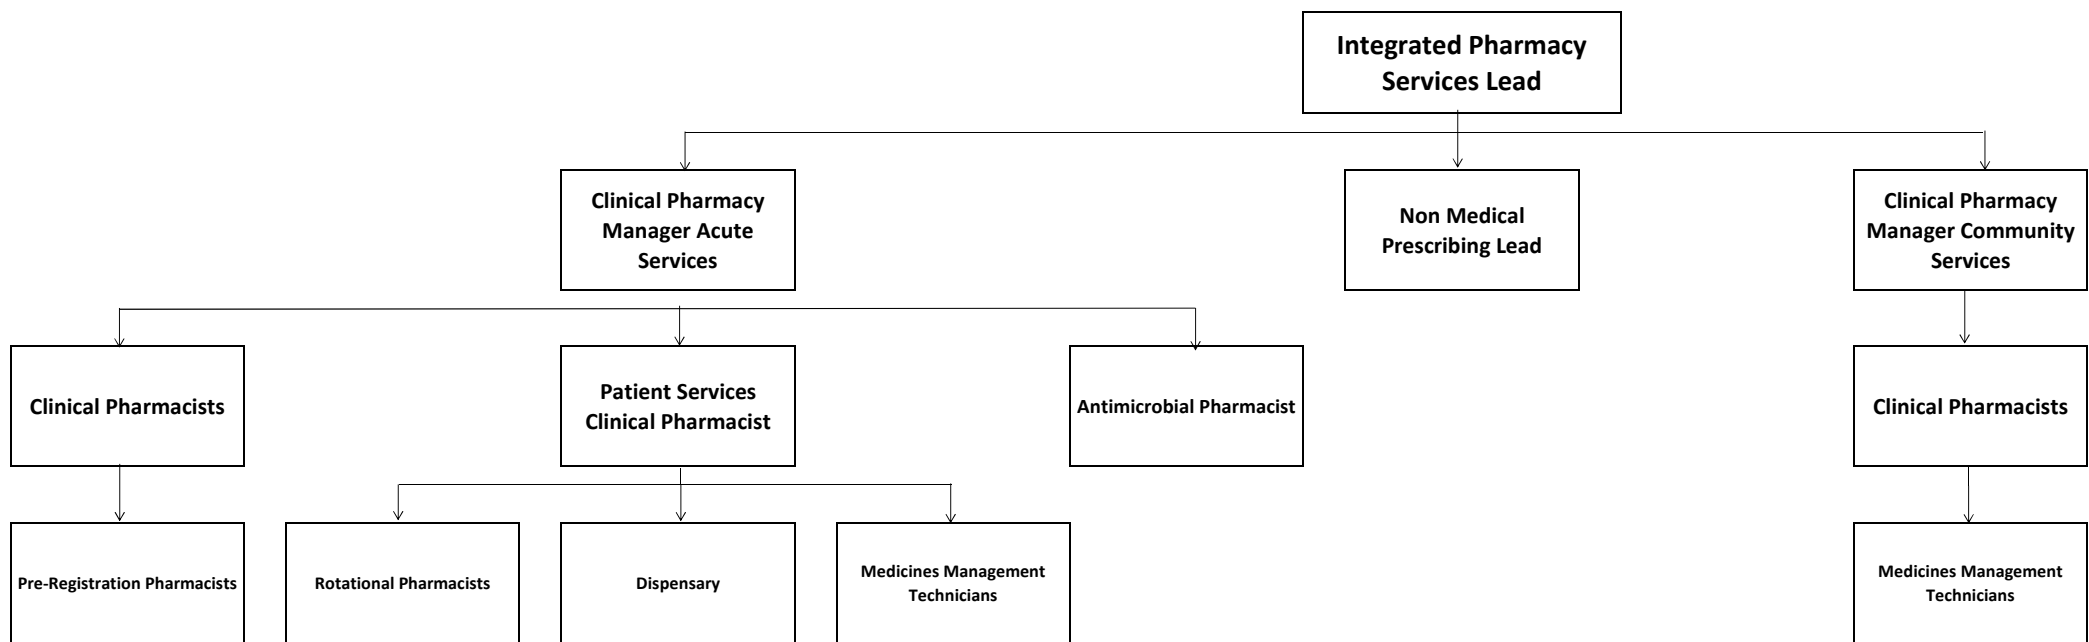 Integrated Pharmacy
Services Lead
Clinical Pharmacy
Manager Acute
Services
Non Medical
Prescribing Lead
Clinical Pharmacy
Manager Community
Services
Clinical Pharmacists
Patient Services
Clinical Pharmacist
Antimicrobial Pharmacist
Clinical Pharmacists
Pre-Registration Pharmacists
Rotational Pharmacists
Dispensary
Medicines Management
Technicians
Medicines Management
Technicians